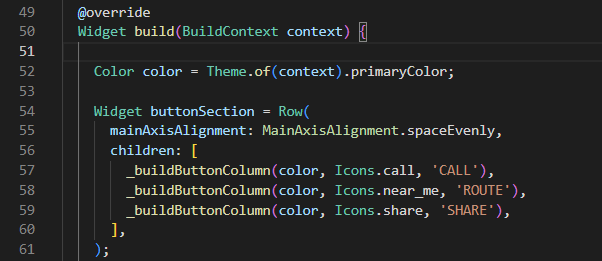 49 @override
50 Widget build(BuildContext context) {
51
52 Color color = Theme.of(context).primaryColor;
53
54 Widget buttonSection = Row(
55 mainAxisAlignment: MainAxisAlignment.spaceEvenly,
56 children: [
57 _buildButtonColumn(color, Icons.call, 'CALL'),
58 _buildButtonColumn(color, Icons.near_me, 'ROUTE'),
59 _buildButtonColumn(color, Icons.share, 'SHARE'),
60 ],
61 );